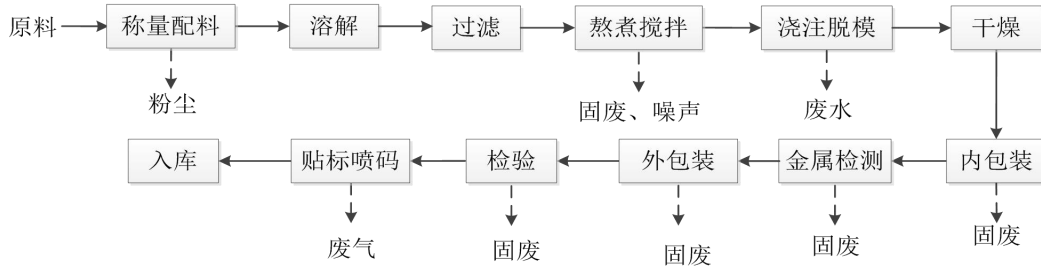 原料 称量配料 溶解 过滤 熬煮搅拌 浇注脱模 干燥
粉尘 固废、噪声 废水
入库 贴标喷码 检验 外包装 金属检测 内包装
废气 固废 固废 固废 固废